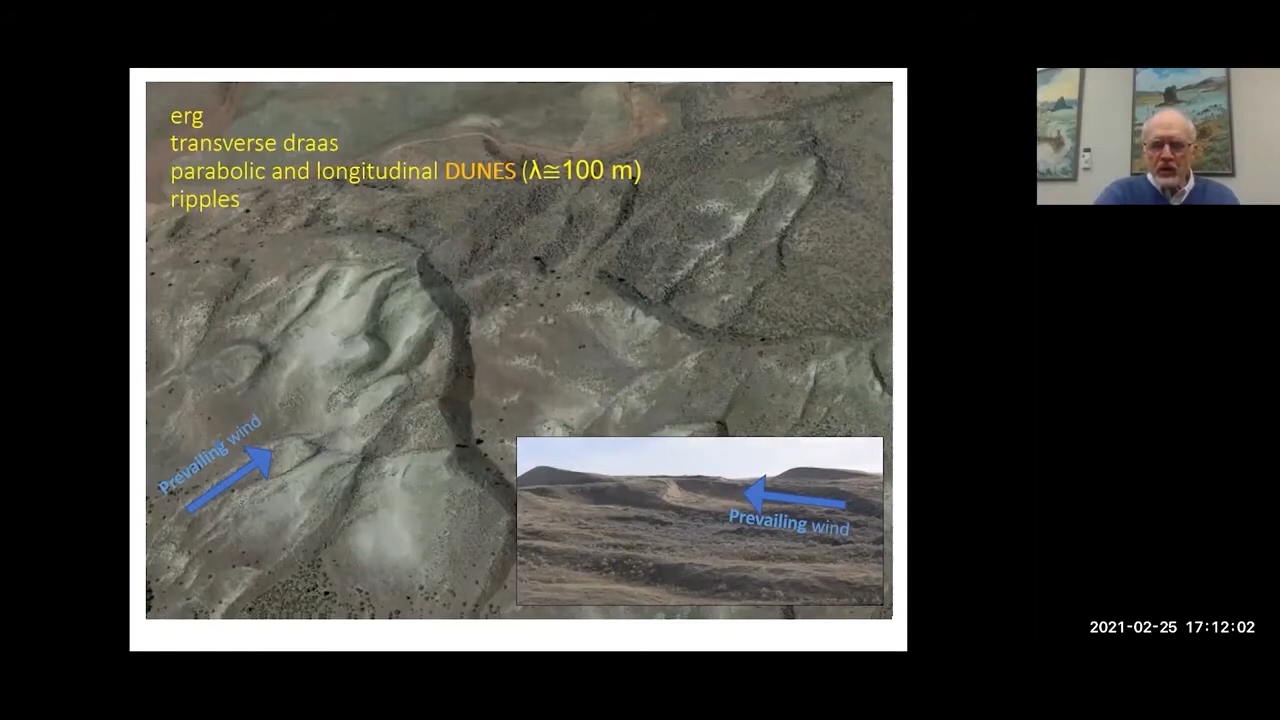 erg
transverse draas
parabolic and longitudinal DUNES (λ≅100 m)
ripples
Prevailing wind
Prevailing wind
2021-02-25 17:12:02